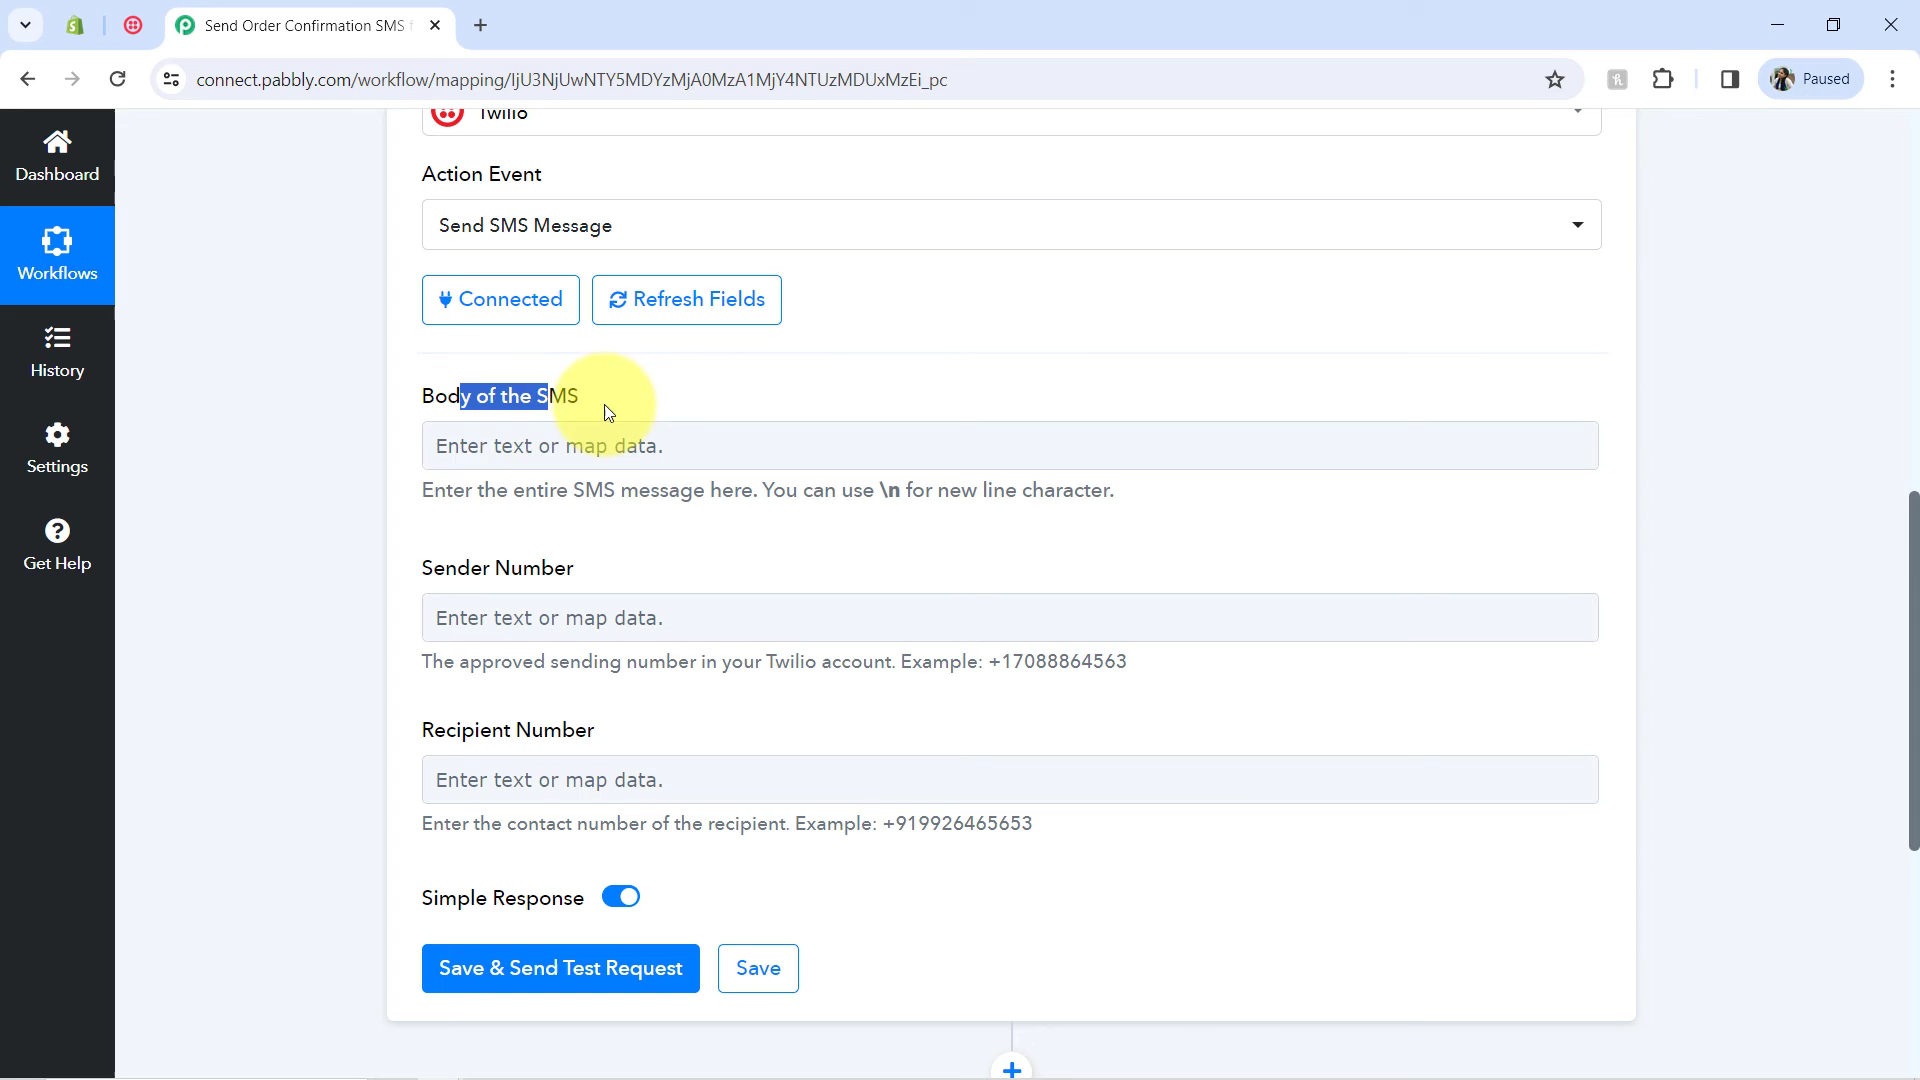 Send Order Confirmation SMS f
connect.pabbly.com/workflow/mapping/IjU3NjUwNTY5MDYzMjA0MzA1MjY4NTUzMDUxMzEi_pc
Paused
Dashboard
Workflows
History
Settings
Get Help
Twilio
Action Event
Send SMS Message
Connected
Refresh Fields
Body of the SMS
Enter text or map data.
Enter the entire SMS message here. You can use \n for new line character.
Sender Number
Enter text or map data.
The approved sending number in your Twilio account. Example: +17088864563
Recipient Number
Enter text or map data.
Enter the contact number of the recipient. Example: +919926465653
Simple Response
Save & Send Test Request
Save